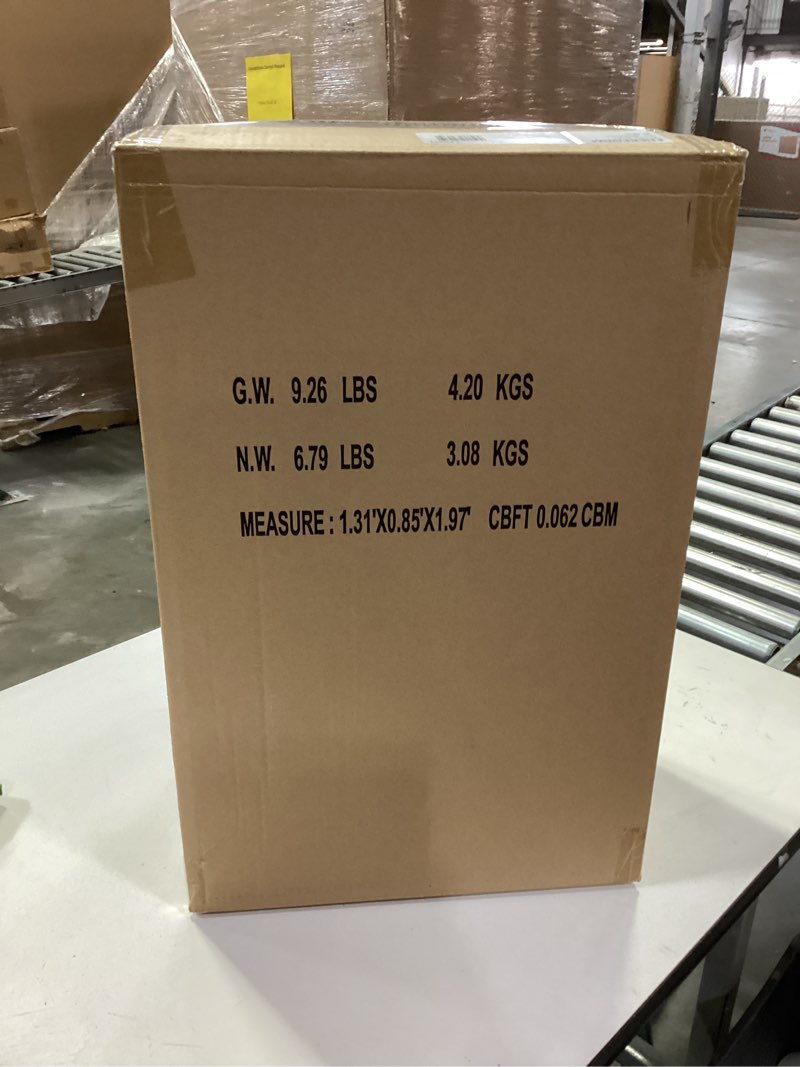 G.W. 9.26 LBS 4.20 KGS
N.W. 6.79 LBS 3.08 KGS
MEASURE : 1.31'X0.85'X1.97' CBFT 0.062 CBM